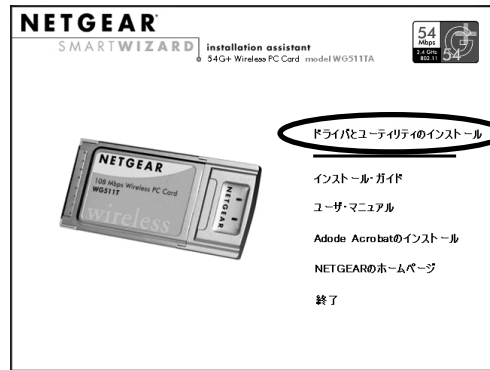 NETGEAR®
SMARTWIZARD installation assistant
54G+ Wireless PC Card model WG511TA
54
Mbps
2.4 GHz
802.11
G
54
ドライバとユーティリティのインストール
インストール・ガイド
ユーザ・マニュアル
Adode Acrobatのインストール
NETGEARのホームページ
終了
NETGEAR
108 Mbps Wireless PC Card
WG511T
wireless
NETGEAR